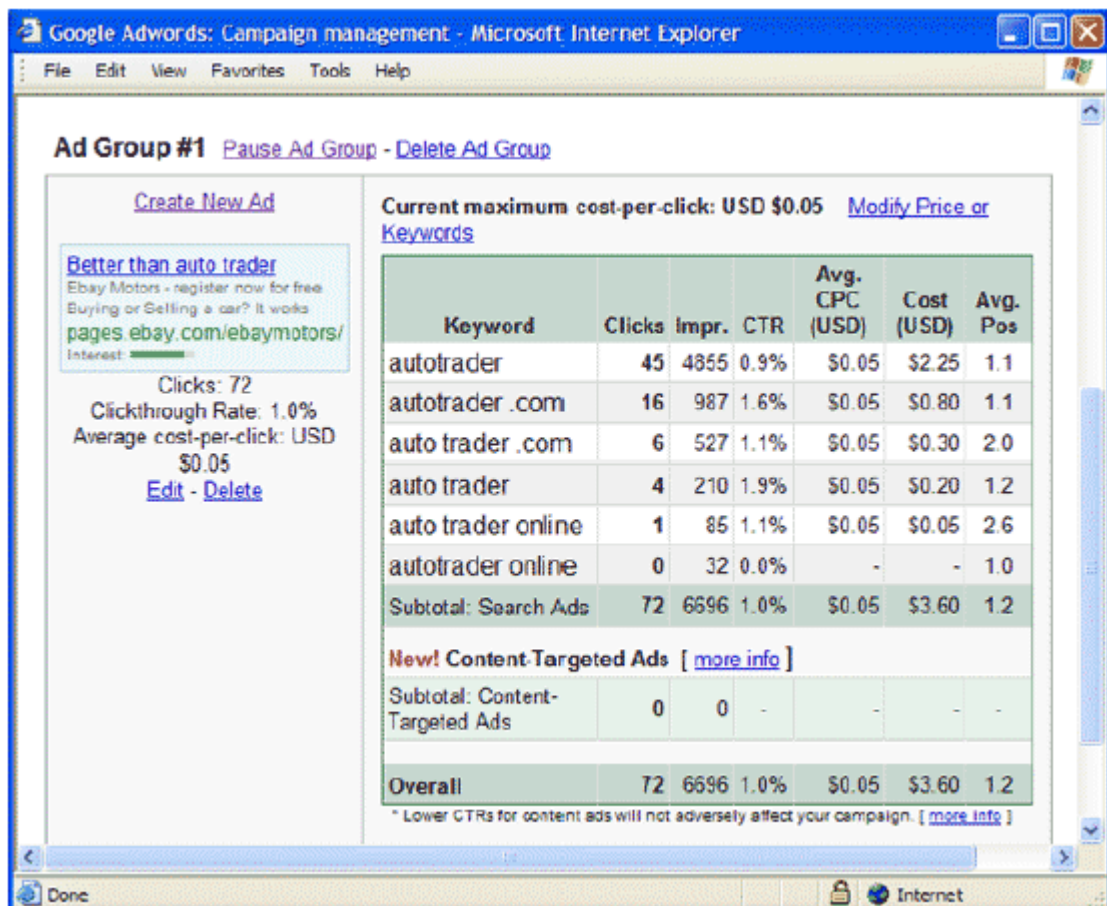 Google Adwords: Campaign management - Microsoft Internet Explorer
File Edit View Favorites Tools Help
Ad Group #1 Pause Ad Group - Delete Ad Group
Create New Ad
Better than auto trader
Ebay Motors - register now for free
Buying or Selling a car? It works
pages.ebay.com/ebaymotors/
Interest:
Clicks: 72
Clickthrough Rate: 1.0%
Average cost-per-click: USD
$0.05
Edit - Delete
Current maximum cost-per-click: USD $0.05 Modify Price or
Keywords
Keyword Clicks Impr. CTR Avg. CPC (USD) Cost (USD) Avg. Pos
autotrader 45 4855 0.9% $0.05 $2.25 1.1
autotrader .com 16 987 1.6% $0.05 $0.80 1.1
auto trader .com 6 527 1.1% $0.05 $0.30 2.0
auto trader 4 210 1.9% $0.05 $0.20 1.2
auto trader online 1 85 1.1% $0.05 $0.05 2.6
autotrader online 0 32 0.0% - - 1.0
Subtotal: Search Ads 72 6696 1.0% $0.05 $3.60 1.2
New! Content-Targeted Ads [ more info ]
Subtotal: Content-
Targeted Ads 0 0 - - - -
Overall 72 6696 1.0% $0.05 $3.60 1.2
* Lower CTRs for content ads will not adversely affect your campaign. [ more info ]
Done Internet